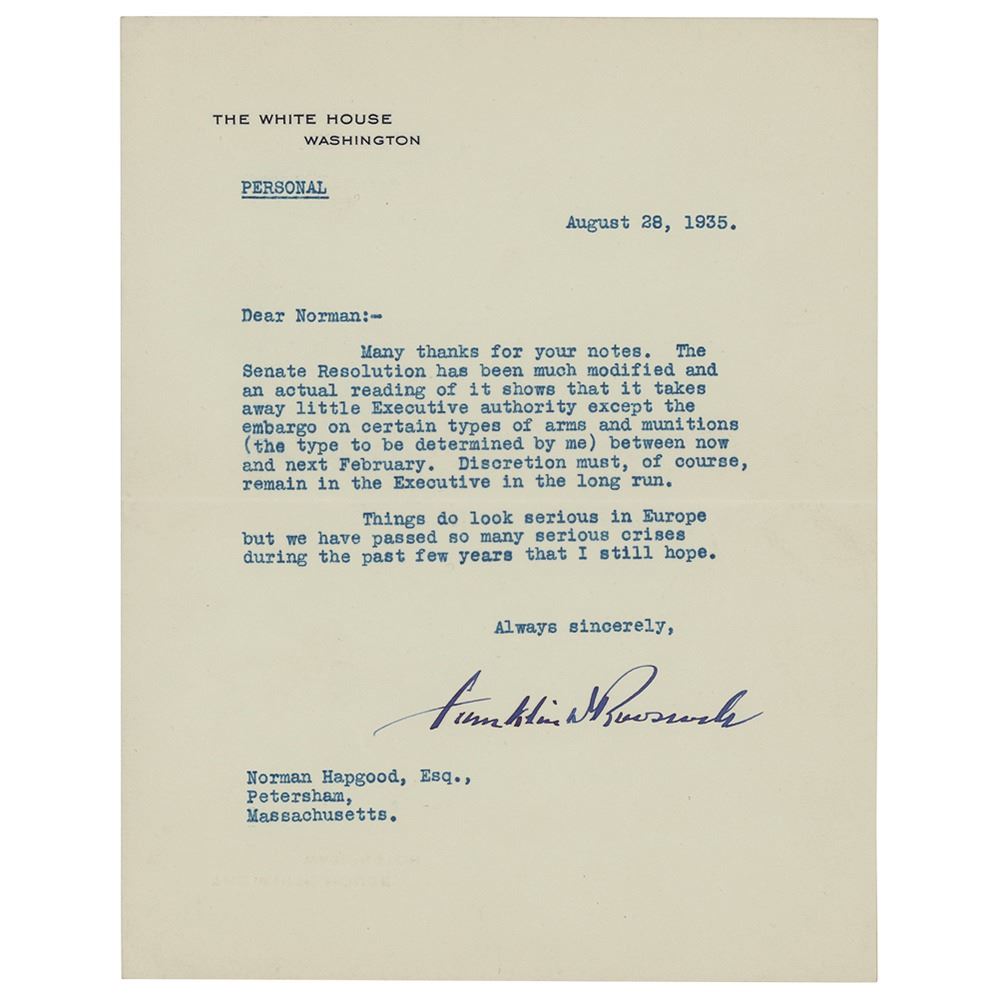 THE WHITE HOUSE
WASHINGTON
PERSONAL
August 28, 1935.
Dear Norman:-
Many thanks for your notes. The
Senate Resolution has been much modified and
an actual reading of it shows that it takes
away little Executive authority except the
embargo on certain types of arms and munitions
(the type to be determined by me) between now
and next February. Discretion must, of course,
remain in the Executive in the long run.
Things do look serious in Europe
but we have passed so many serious crises
during the past few years that I still hope.
Always sincerely,
Franklin D Roosevelt
Norman Hapgood, Esq.,
Petersham,
Massachusetts.